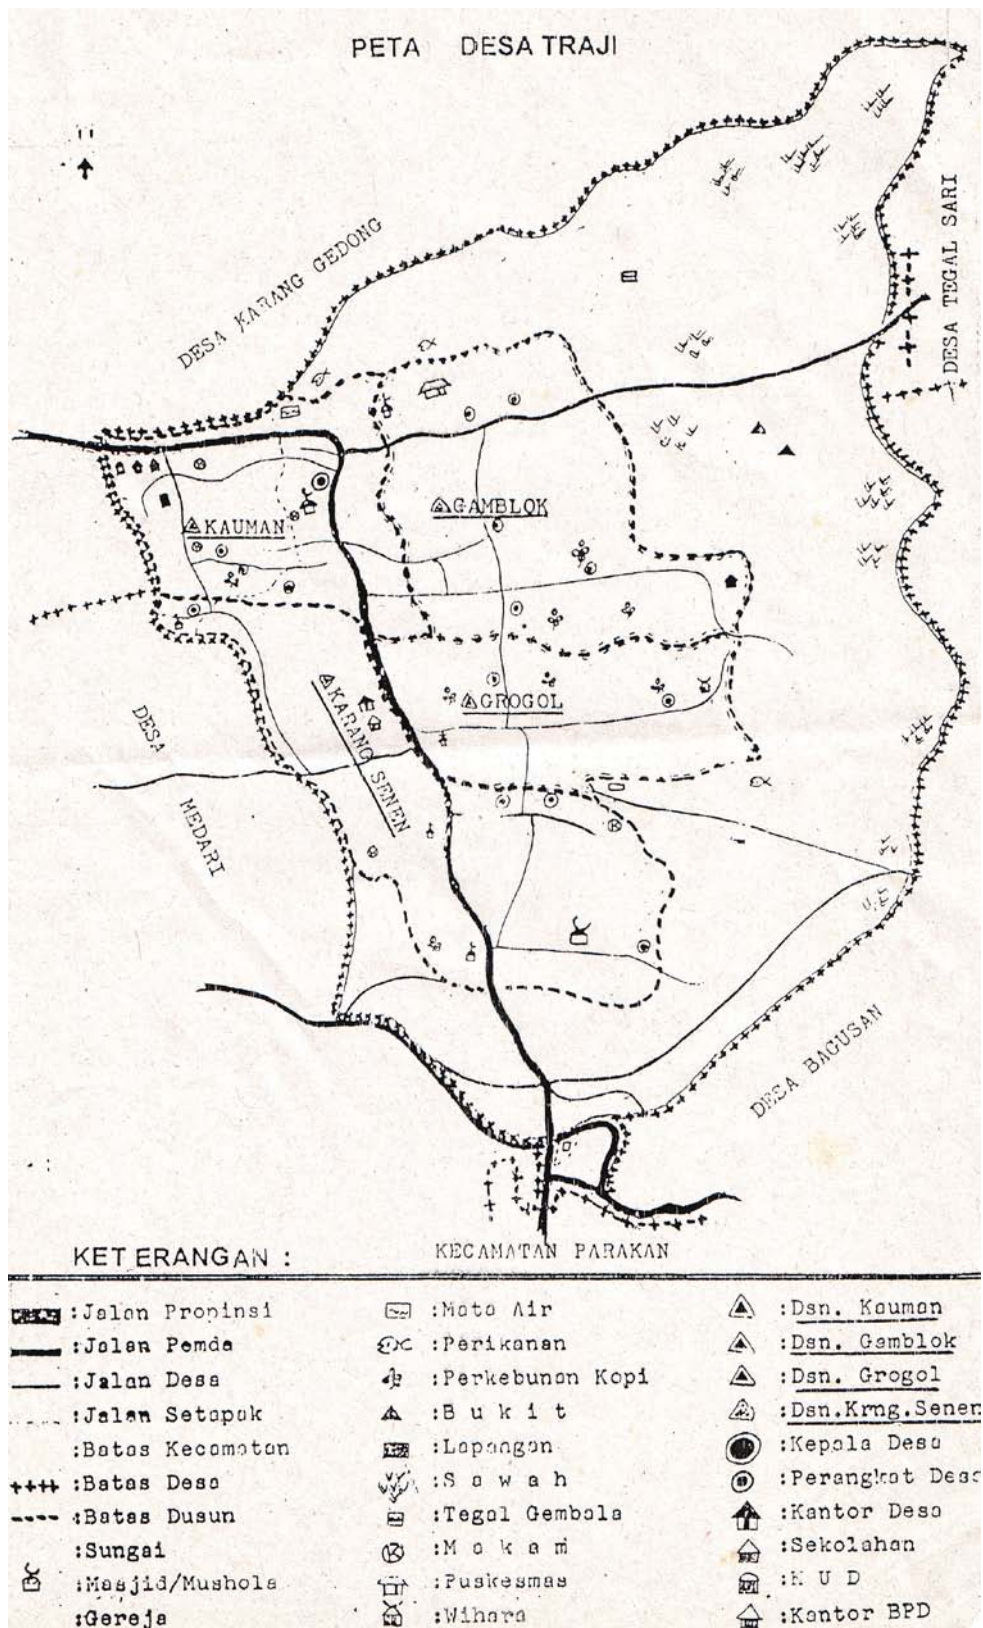 PETA DESA TRAJI
DESA KARANG GEDONG
DESA TEGAL SARI
KAUMAN
GAMBLOK
GROGOL
KARANG SENEN
DESA
MEDARI
DESA BAGUSAN
KECAMATAN PARAKAN
KETERANGAN :
:Jalan Propinsi
:Jalan Pemda
:Jalan Desa
:Jalan Setapak
:Batas Kecamatan
:Batas Desa
:Batas Dusun
:Sungai
:Masjid/Mushola
:Gereja
:Mata Air
:Perikanan
:Perkebunan Kopi
:B u k i t
:Lapangan
:S a w a h
:Tegal Gembala
:M a k a m
:Puskesmas
:Wihara
:Dsn. Kauman
:Dsn. Gamblok
:Dsn. Grogol
:Dsn.Krng.Senen
:Kepala Desa
:Perangkat Desa
:Kantor Desa
:Sekolahan
:K U D
:Kantor BPD